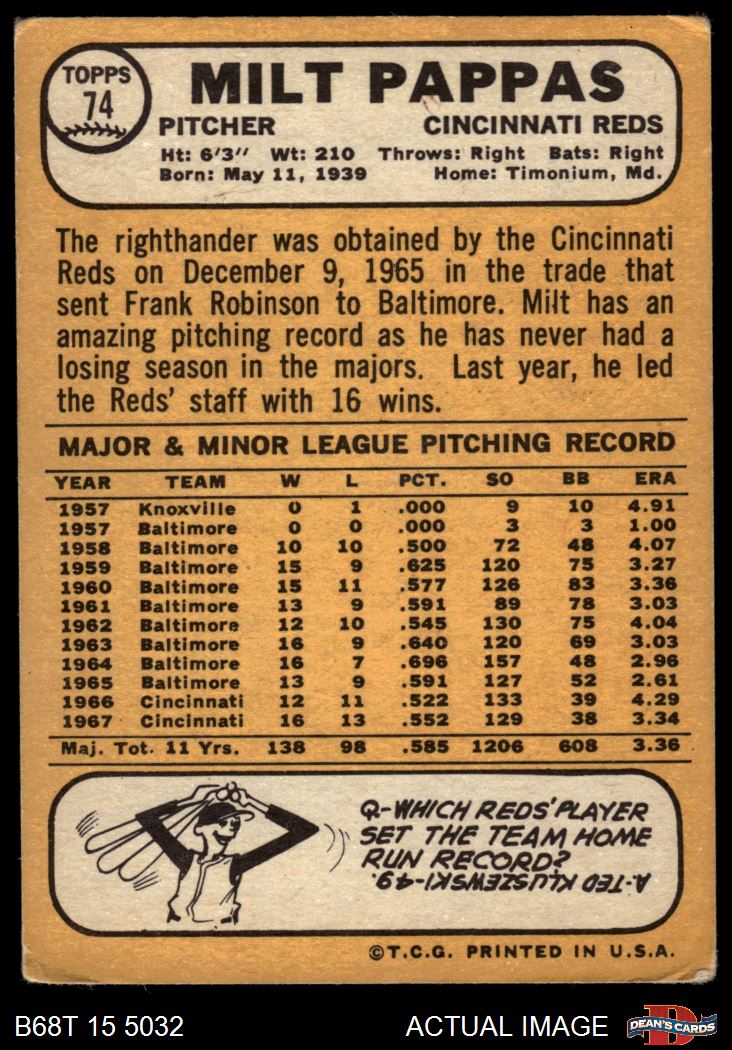 TOPPS
74
MILT PAPPAS
PITCHER CINCINNATI REDS
Ht: 6'3" Wt: 210 Throws: Right Bats: Right
Born: May 11, 1939 Home: Timonium, Md.
The righthander was obtained by the Cincinnati
Reds on December 9, 1965 in the trade that
sent Frank Robinson to Baltimore. Milt has an
amazing pitching record as he has never had a
losing season in the majors. Last year, he led
the Reds' staff with 16 wins.
MAJOR & MINOR LEAGUE PITCHING RECORD
YEAR TEAM W L PCT. SO BB ERA
1957 Knoxville 0 1 .000 9 10 4.91
1957 Baltimore 0 0 .000 3 3 1.00
1958 Baltimore 10 10 .500 72 48 4.07
1959 Baltimore 15 9 .625 120 75 3.27
1960 Baltimore 15 11 .577 126 83 3.36
1961 Baltimore 13 9 .591 89 78 3.03
1962 Baltimore 12 10 .545 130 75 4.04
1963 Baltimore 16 9 .640 120 69 3.03
1964 Baltimore 16 7 .696 157 48 2.96
1965 Baltimore 13 9 .591 127 52 2.61
1966 Cincinnati 12 11 .522 133 39 4.29
1967 Cincinnati 16 13 .552 129 38 3.34
Maj. Tot. 11 Yrs. 138 98 .585 1206 608 3.36
Q-WHICH REDS' PLAYER
SET THE TEAM HOME
RUN RECORD?
A-TED KLUSZEWSKI-49.
©T.C.G. PRINTED IN U.S.A.
B68T 15 5032 ACTUAL IMAGE DEAN'S CARDS